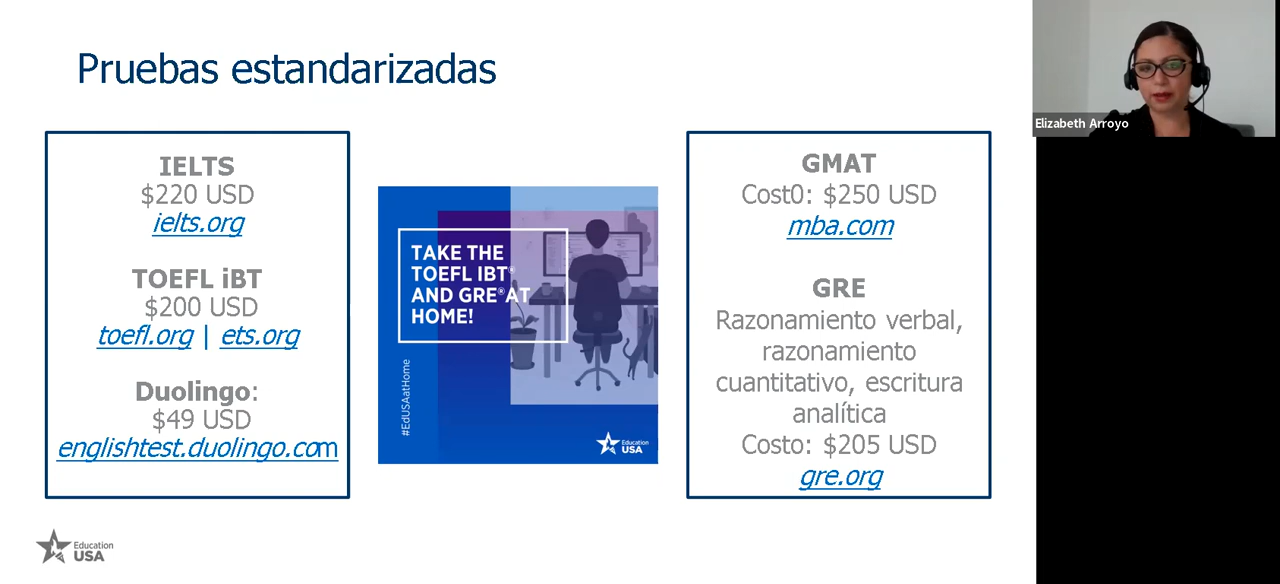 Pruebas estandarizadas
Elizabeth Arroyo
IELTS
$220 USD
ielts.org
TOEFL iBT
$200 USD
toefl.org | ets.org
Duolingo:
$49 USD
englishtest.duolingo.com
TAKE THE
TOEFL IBT®
AND GRE® AT
HOME!
#EdUSAatHome
Education
USA
GMAT
Cost0: $250 USD
mba.com
GRE
Razonamiento verbal,
razonamiento
cuantitativo, escritura
analítica
Costo: $205 USD
gre.org
Education
USA